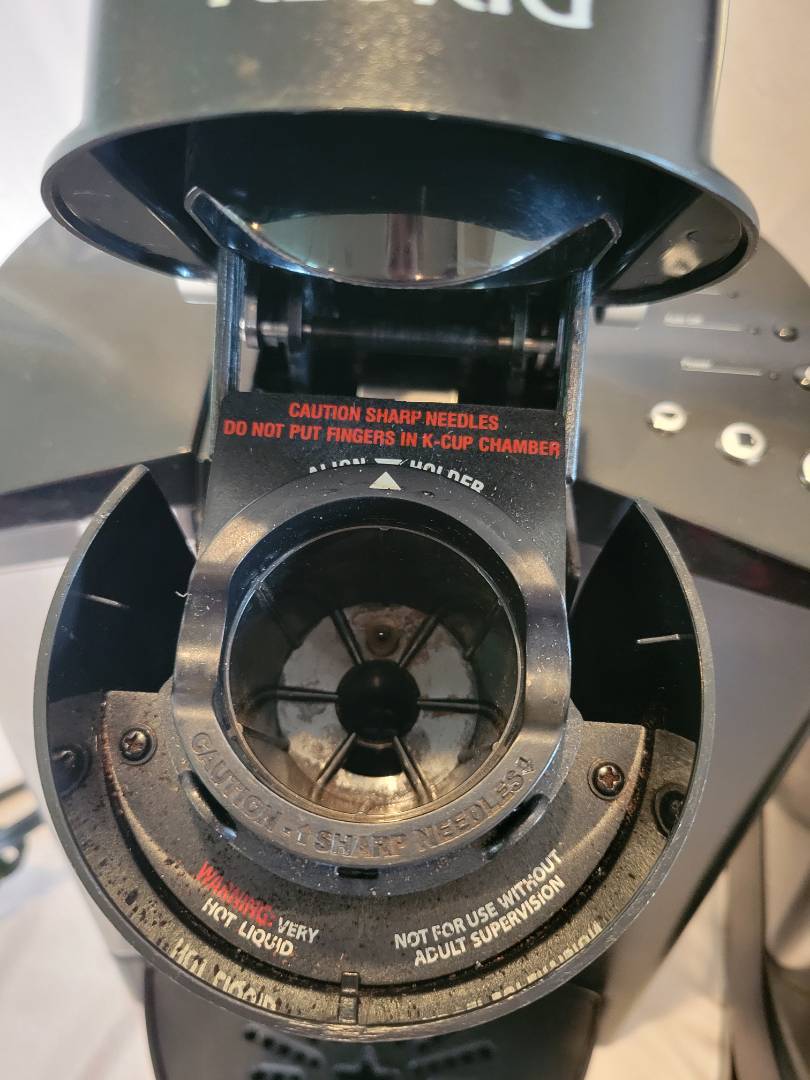 CAUTION SHARP NEEDLES
DO NOT PUT FINGERS IN K-CUP CHAMBER
ALIGN HOLDER
CAUTION - SHARP NEEDLES
WARNING: VERY
HOT LIQUID
NOT FOR USE WITHOUT
ADULT SUPERVISION